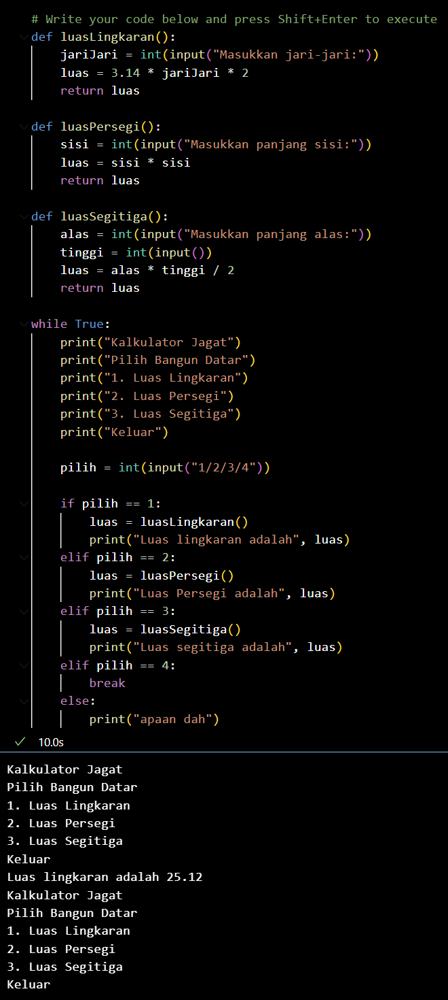 # Write your code below and press Shift+Enter to execute
def luasLingkaran():
    jariJari = int(input("Masukkan jari-jari:"))
    luas = 3.14 * jariJari * 2
    return luas

def luasPersegi():
    sisi = int(input("Masukkan panjang sisi:"))
    luas = sisi * sisi
    return luas

def luasSegitiga():
    alas = int(input("Masukkan panjang alas:"))
    tinggi = int(input())
    luas = alas * tinggi / 2
    return luas

while True:
    print("Kalkulator Jagat")
    print("Pilih Bangun Datar")
    print("1. Luas Lingkaran")
    print("2. Luas Persegi")
    print("3. Luas Segitiga")
    print("Keluar")

    pilih = int(input("1/2/3/4"))

    if pilih == 1:
        luas = luasLingkaran()
        print("Luas lingkaran adalah", luas)
    elif pilih == 2:
        luas = luasPersegi()
        print("Luas Persegi adalah", luas)
    elif pilih == 3:
        luas = luasSegitiga()
        print("Luas segitiga adalah", luas)
    elif pilih == 4:
        break
    else:
        print("apaan dah")
10.0s
Kalkulator Jagat
Pilih Bangun Datar
1. Luas Lingkaran
2. Luas Persegi
3. Luas Segitiga
Keluar
Luas lingkaran adalah 25.12
Kalkulator Jagat
Pilih Bangun Datar
1. Luas Lingkaran
2. Luas Persegi
3. Luas Segitiga
Keluar